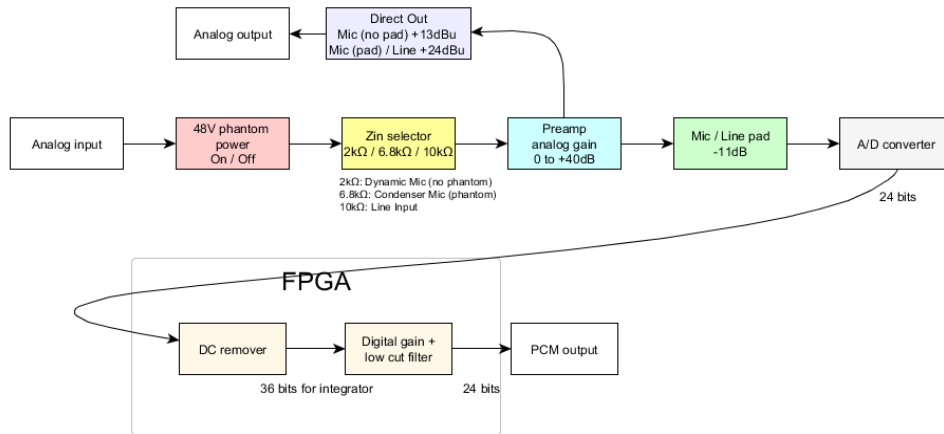 Direct Out
Mic (no pad) +13dBu
Mic (pad) / Line +24dBu
Analog output
Analog input
48V phantom
power
On / Off
Zin selector
2kΩ / 6.8kΩ / 10kΩ
Preamp
analog gain
0 to +40dB
Mic / Line pad
-11dB
A/D converter
2kΩ: Dynamic Mic (no phantom)
6.8kΩ: Condenser Mic (phantom)
10kΩ: Line Input
24 bits
FPGA
DC remover
Digital gain +
low cut filter
PCM output
36 bits for integrator
24 bits